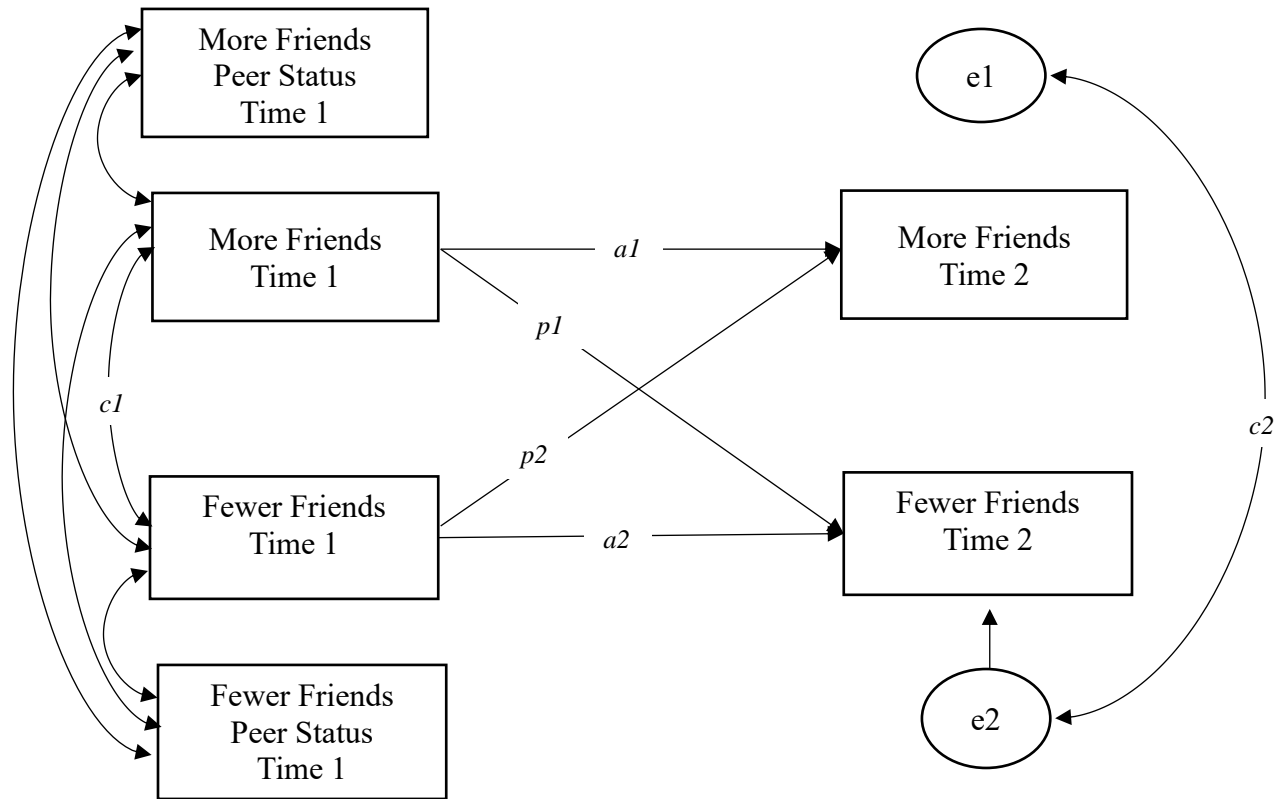 More Friends
Peer Status
Time 1
e1
More Friends
Time 1
a1
More Friends
Time 2
p1
c1
c2
p2
Fewer Friends
Time 1
a2
Fewer Friends
Time 2
Fewer Friends
Peer Status
Time 1
e2